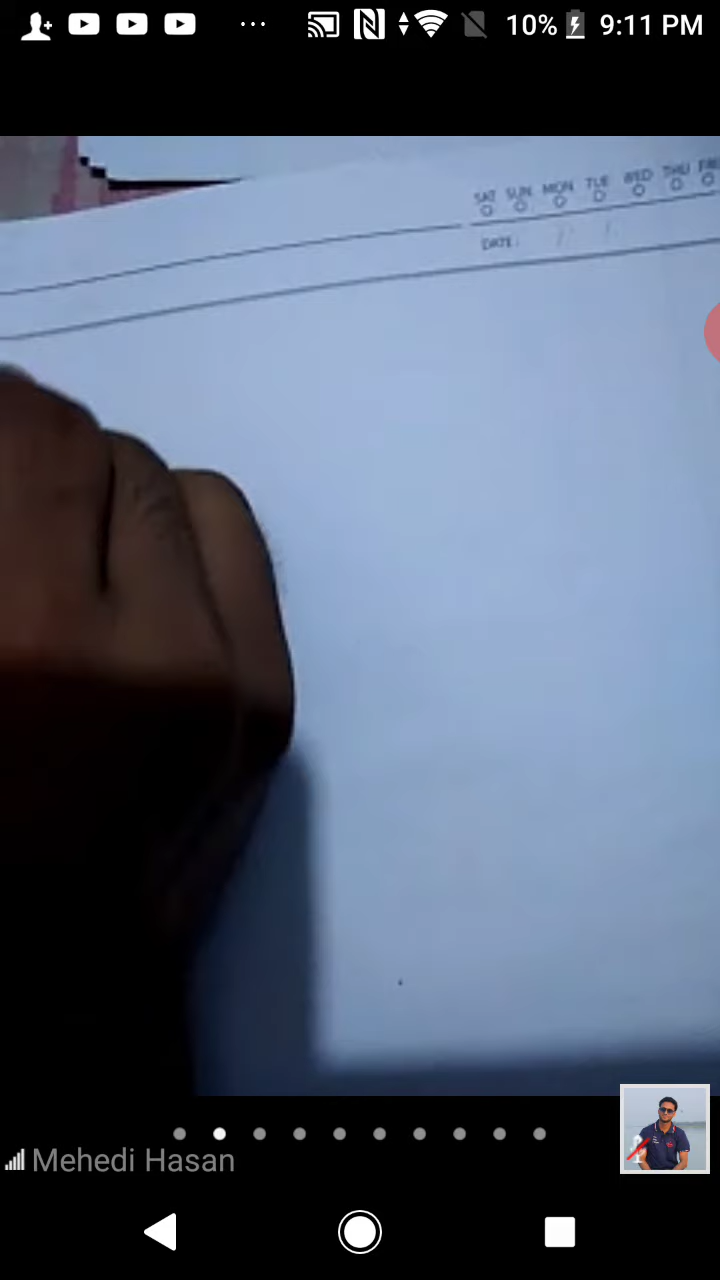 10% 9:11 PM
SAT SUN MON TUE WED THU FRI
DATE: / /
Mehedi Hasan